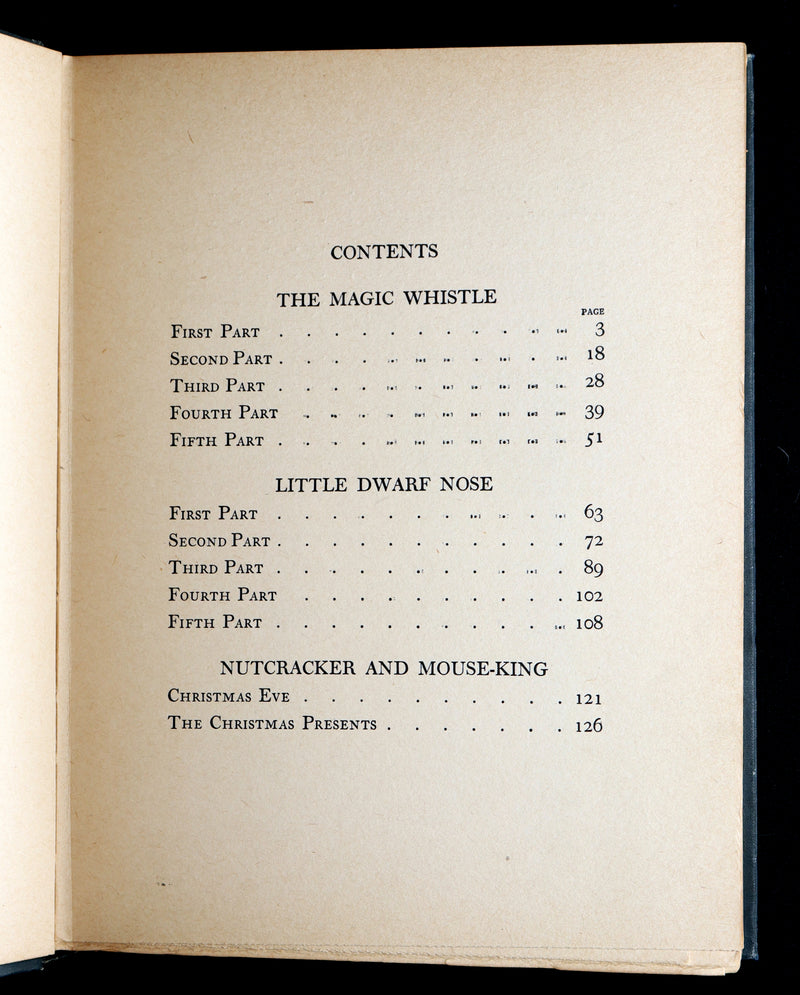 CONTENTS
THE MAGIC WHISTLE
PAGE
First Part . . . . . . . . . . . 3
Second Part . . . . . . . . . . . 18
Third Part . . . . . . . . . . . 28
Fourth Part . . . . . . . . . . 39
Fifth Part . . . . . . . . . . . 51
LITTLE DWARF NOSE
First Part . . . . . . . . . . . 63
Second Part . . . . . . . . . . . 72
Third Part . . . . . . . . . . . 89
Fourth Part . . . . . . . . . . 102
Fifth Part . . . . . . . . . . . 108
NUTCRACKER AND MOUSE-KING
Christmas Eve . . . . . . . . . . 121
The Christmas Presents . . . . . . . 126